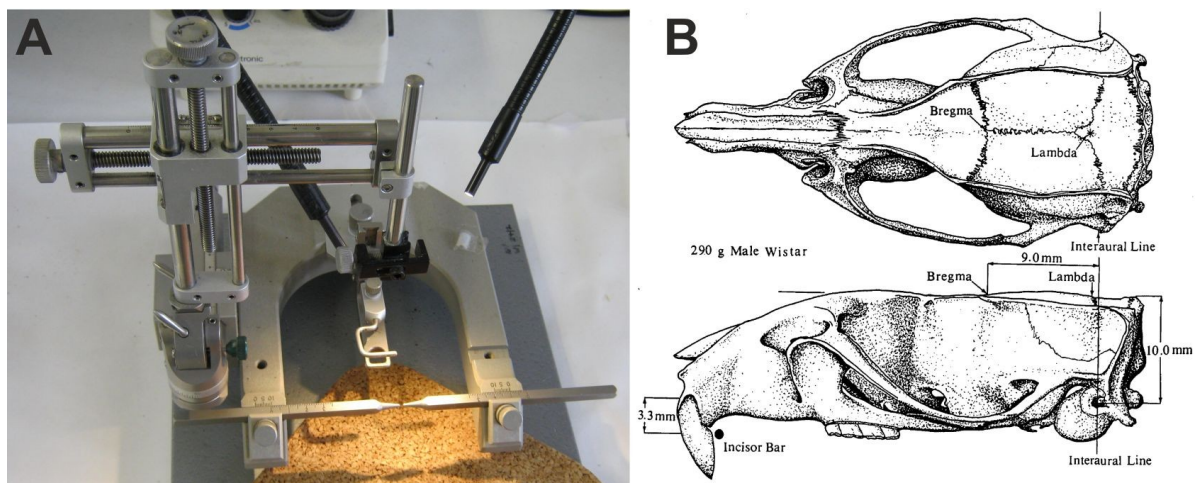 A
B
electronic
Bregma
Lambda
290 g Male Wistar
Interaural Line
9.0 mm
Bregma
Lambda
10.0 mm
3.3 mm
Incisor Bar
Interaural Line